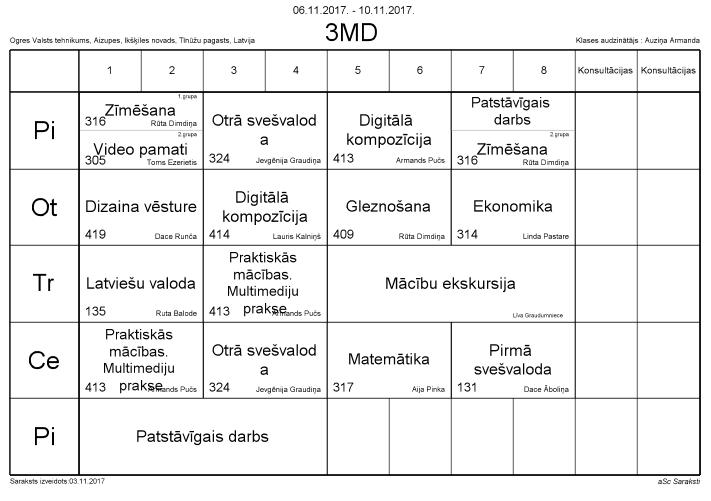 06.11.2017. - 10.11.2017.
3MD
Ogres Valsts tehnikums, Aizupes, Ikšķiles novads, Tīnūžu pagasts, Latvija
Klases audzinātājs : Auziņa Armanda
1 2 3 4 5 6 7 8 Konsultācijas Konsultācijas
Pi
1.grupa
Zīmēšana
316 Rūta Dimdiņa
2.grupa
Video pamati
305 Toms Ezerietis
Otrā svešvalod
a
324 Jevgēnija Graudiņa
Digitālā
kompozīcija
413 Armands Pučs
Patstāvīgais
darbs
2.grupa
Zīmēšana
316 Rūta Dimdiņa
Ot
Dizaina vēsture
419 Dace Runča
Digitālā
kompozīcija
414 Lauris Kalniņš
Gleznošana
409 Rūta Dimdiņa
Ekonomika
314 Linda Pastare
Tr
Latviešu valoda
135 Ruta Balode
Praktiskās
mācības.
Multimediju
prakse
413 Armands Pučs
Mācību ekskursija
Līva Graudumniece
Ce
Praktiskās
mācības.
Multimediju
prakse
413 Armands Pučs
Otrā svešvalod
a
324 Jevgēnija Graudiņa
Matemātika
317 Aija Pinka
Pirmā
svešvaloda
131 Dace Āboliņa
Pi
Patstāvīgais darbs
Saraksts izveidots:03.11.2017
aSc Saraksti